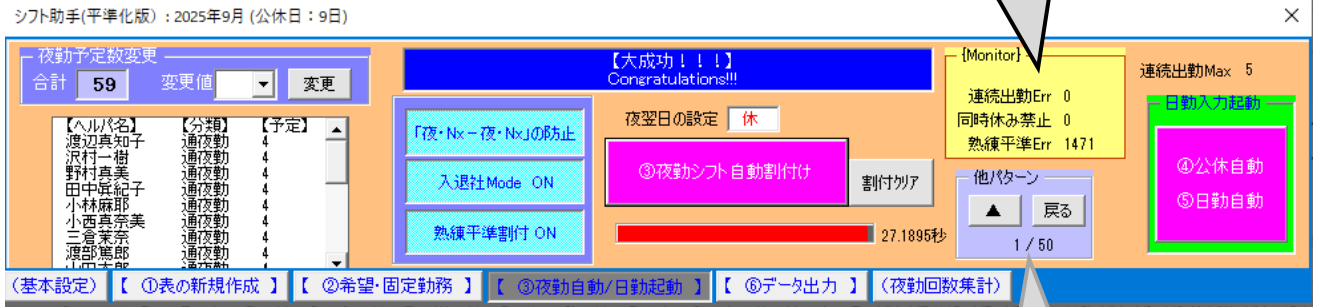 シフト助手(平準化版) : 2025年9月 (公休日：9日)
夜勤予定数変更
合計 59 変更値 変更
【ヘルパ名】 【分類】 【予定】
渡辺真知子 通夜勤 4
沢村一樹 通夜勤 4
野村真美 通夜勤 4
田中眞紀子 通夜勤 4
小林麻耶 通夜勤 4
小西真奈美 通夜勤 4
三倉茉奈 通夜勤 4
渡部篤郎 通夜勤 4
【大成功！！！】
Congratulations!!!
「夜・Nx－夜・Nx」の防止
入退社Mode ON
熟練平準割付 ON
夜翌日の設定 休
③夜勤シフト自動割付け
割付クリア
27.1895秒
{Monitor}
連続出勤Err 0
同時休み禁止 0
熟練平準Err 1471
他パターン
▲ 戻る
1 / 50
連続出勤Max 5
日勤入力起動
④公休自動
⑤日勤自動
(基本設定) 【 ①表の新規作成 】 【 ②希望・固定勤務 】 【 ③夜勤自動/日勤起動 】 【 ⑥データ出力 】 (夜勤回数集計)